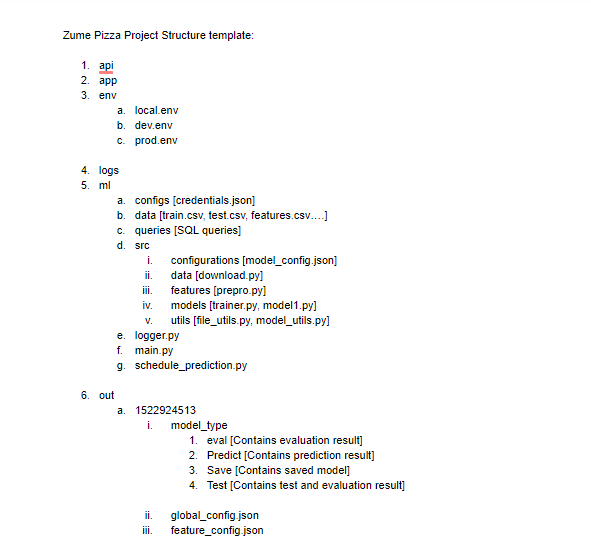 Zume Pizza Project Structure template:
1. api
2. app
3. env
a. local.env
b. dev.env
c. prod.env
4. logs
5. ml
a. configs [credentials.json]
b. data [train.csv, test.csv, features.csv....]
c. queries [SQL queries]
d. src
i. configurations [model_config.json]
ii. data [download.py]
iii. features [prepro.py]
iv. models [trainer.py, model1.py]
v. utils [file_utils.py, model_utils.py]
e. logger.py
f. main.py
g. schedule_prediction.py
6. out
a. 1522924513
i. model_type
1. eval [Contains evaluation result]
2. Predict [Contains prediction result]
3. Save [Contains saved model]
4. Test [Contains test and evaluation result]
ii. global_config.json
iii. feature_config.json